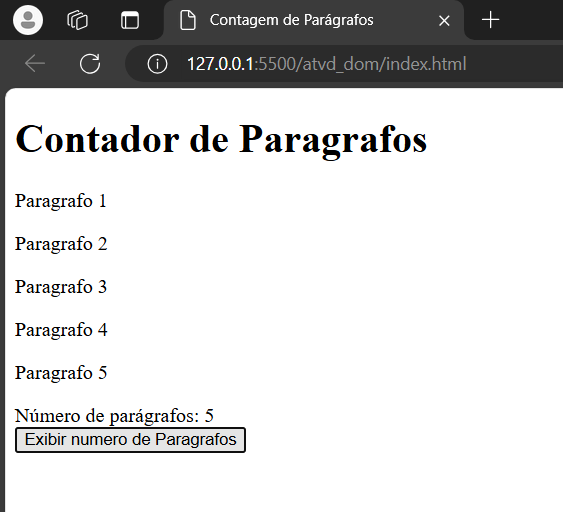 Contagem de Parágrafos
127.0.0.1:5500/atvd_dom/index.html
Contador de Paragrafos
Paragrafo 1
Paragrafo 2
Paragrafo 3
Paragrafo 4
Paragrafo 5
Número de parágrafos: 5
Exibir numero de Paragrafos